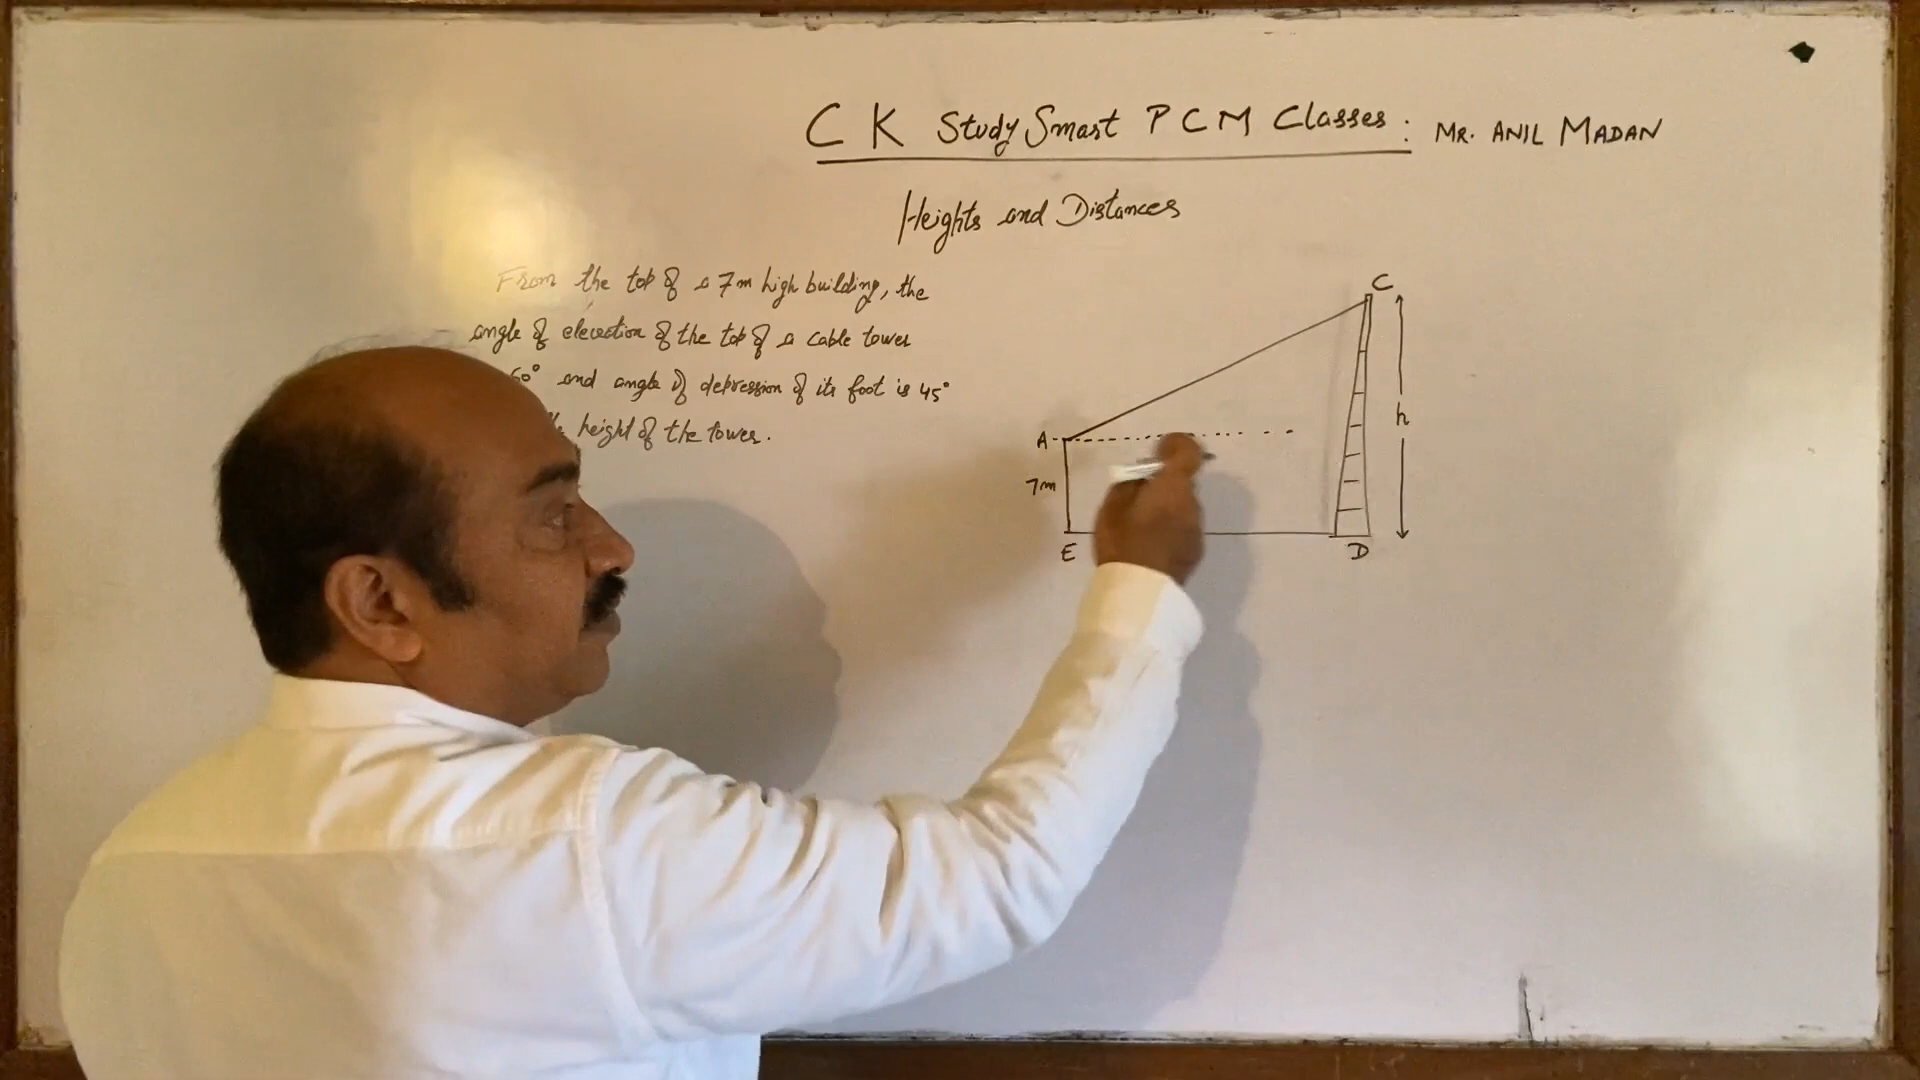 C K Study Smart PCM Classes : MR. ANIL MADAN
Heights and Distances
From the top of a 7m high building, the
angle of elevation of the top of a cable tower
60° and angle of depression of its foot is 45°
height of the tower.
C
h
A
7m
E
D